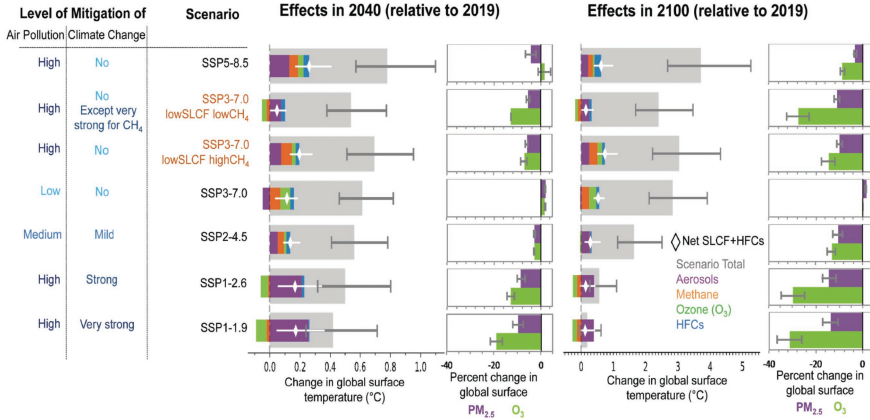 Level of Mitigation of
Scenario
Effects in 2040 (relative to 2019)
Effects in 2100 (relative to 2019)
Air Pollution
Climate Change
High
No
SSP5-8.5
High
No
Except very
strong for CH₄
SSP3-7.0
lowSLCF lowCH₄
High
No
SSP3-7.0
lowSLCF highCH₄
Low
No
SSP3-7.0
Medium
Mild
SSP2-4.5
High
Strong
SSP1-2.6
High
Very strong
SSP1-1.9
Net SLCF+HFCs
Scenario Total
Aerosols
Methane
Ozone (O₃)
HFCs
0.0 0.2 0.4 0.6 0.8 1.0
Change in global surface
temperature (°C)
-40 -20 0
Percent change in
global surface
PM₂.₅ O₃
0 1 2 3 4 5
Change in global surface
temperature (°C)
-40 -20 0
Percent change in
global surface
PM₂.₅ O₃